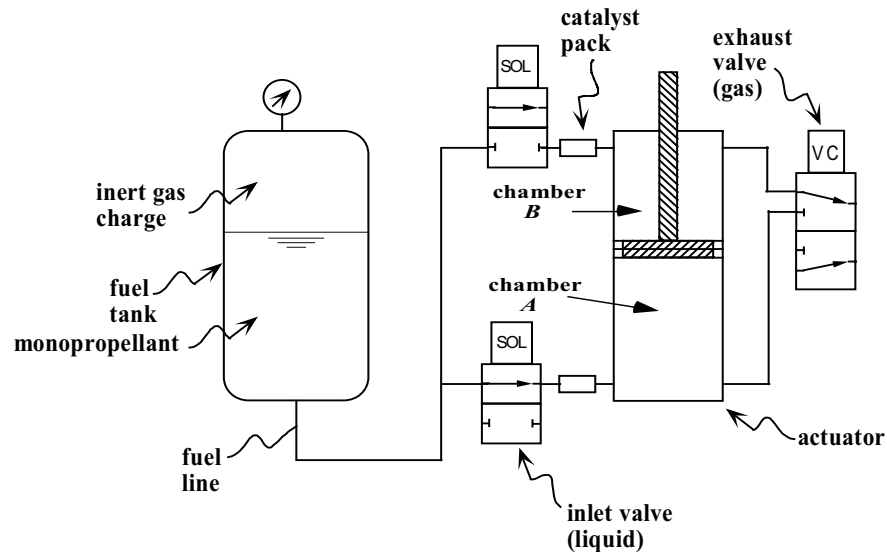 catalyst
pack
exhaust
valve
(gas)
SOL
VC
inert gas
charge
chamber
B
fuel
tank
monopropellant
chamber
A
SOL
fuel
line
actuator
inlet valve
(liquid)